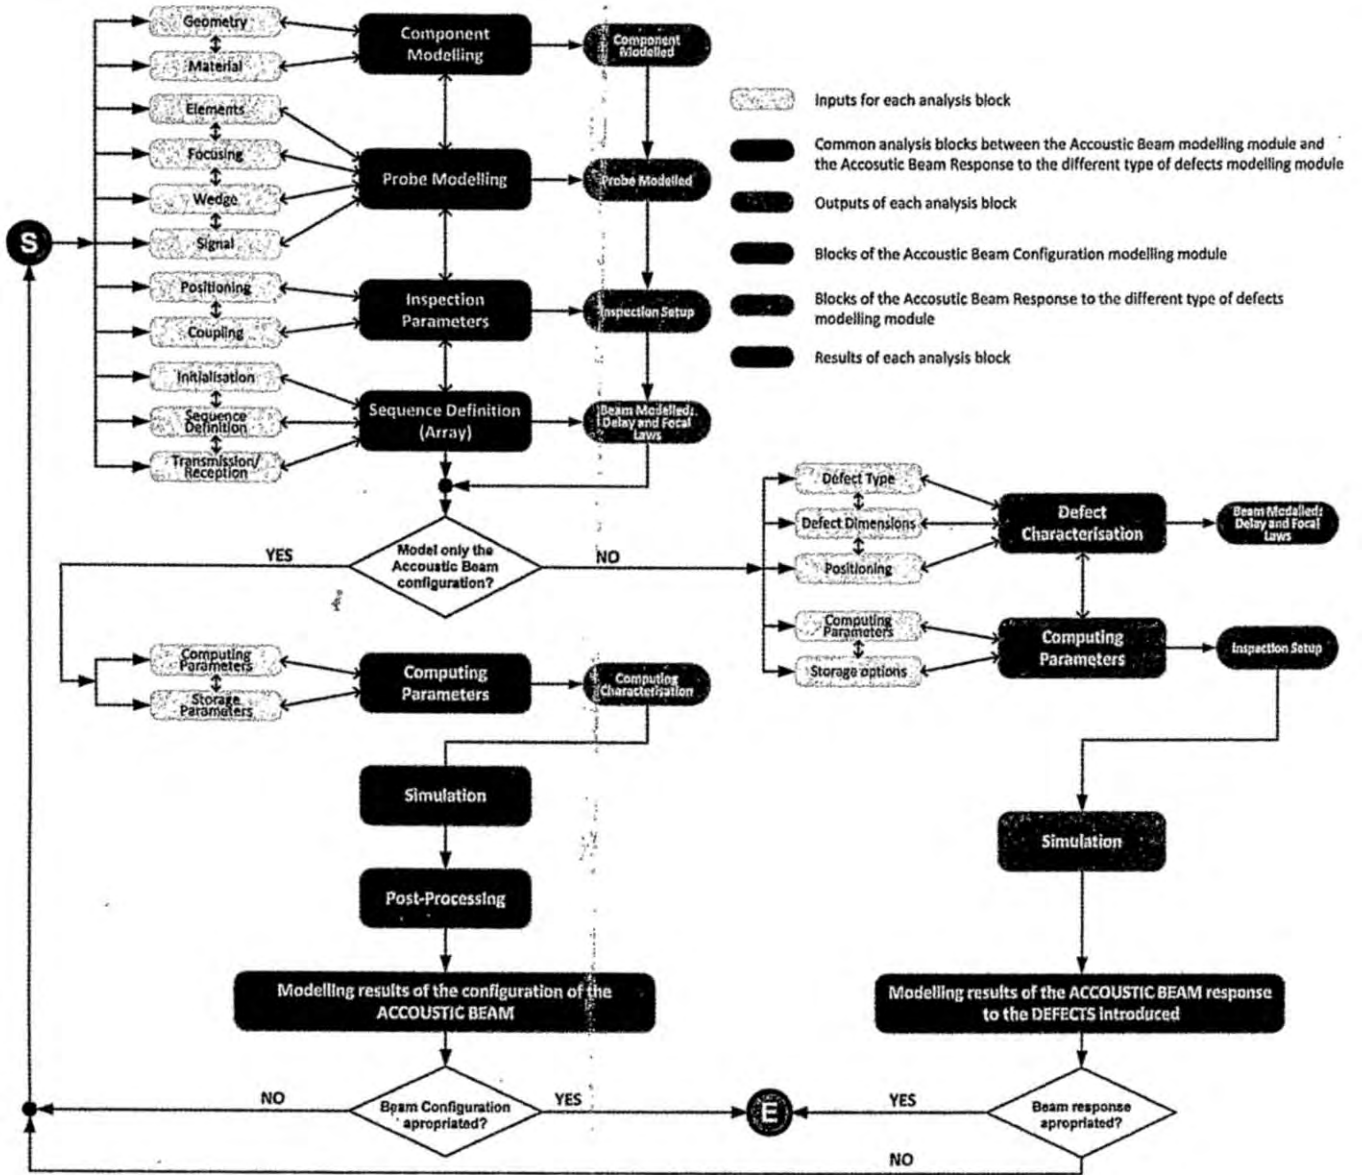 Geometry
Material
Elements
Focusing
Wedge
Signal
Positioning
Coupling
Initialisation
Sequence
Definition
Transmission/
Reception
S
Component
Modelling
Probe Modelling
Inspection
Parameters
Sequence Definition
(Array)
Component
Modelled
Probe Modelled
Inspection Setup
Beam Modelled:
Delay and Focal
Laws
Inputs for each analysis block
Common analysis blocks between the Accoustic Beam modelling module and
the Accosutic Beam Response to the different type of defects modelling module
Outputs of each analysis block
Blocks of the Accoustic Beam Configuration modelling module
Blocks of the Accosutic Beam Response to the different type of defects
modelling module
Results of each analysis block
YES
Model only the
Accoustic Beam
configuration?
NO
Defect Type
Defect Dimensions
Positioning
Computing
Parameters
Storage options
Defect
Characterisation
Computing
Parameters
Beam Modalled:
Delay and Focal
Laws
Inspection Setup
Computing
Parameters
Storage
Parameters
Computing
Parameters
Computing
Characterisation
Simulation
Post-Processing
Modelling results of the configuration of the
ACCOUSTIC BEAM
Simulation
Modelling results of the ACCOUSTIC BEAM response
to the DEFECTS introduced
NO
Beam Configuration
apropriated?
YES
E
YES
Beam response
apropriated?
NO